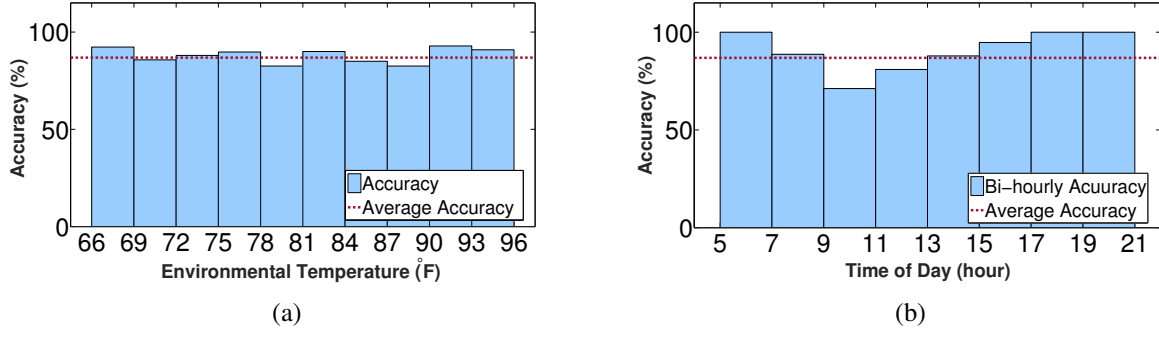 100
50
0
Accuracy (%)
66 69 72 75 78 81 84 87 90 93 96
Environmental Temperature (°F)
Accuracy
Average Accuracy
(a)
100
50
0
Accuracy (%)
5 7 9 11 13 15 17 19 21
Time of Day (hour)
Bi-hourly Acuuracy
Average Accuracy
(b)